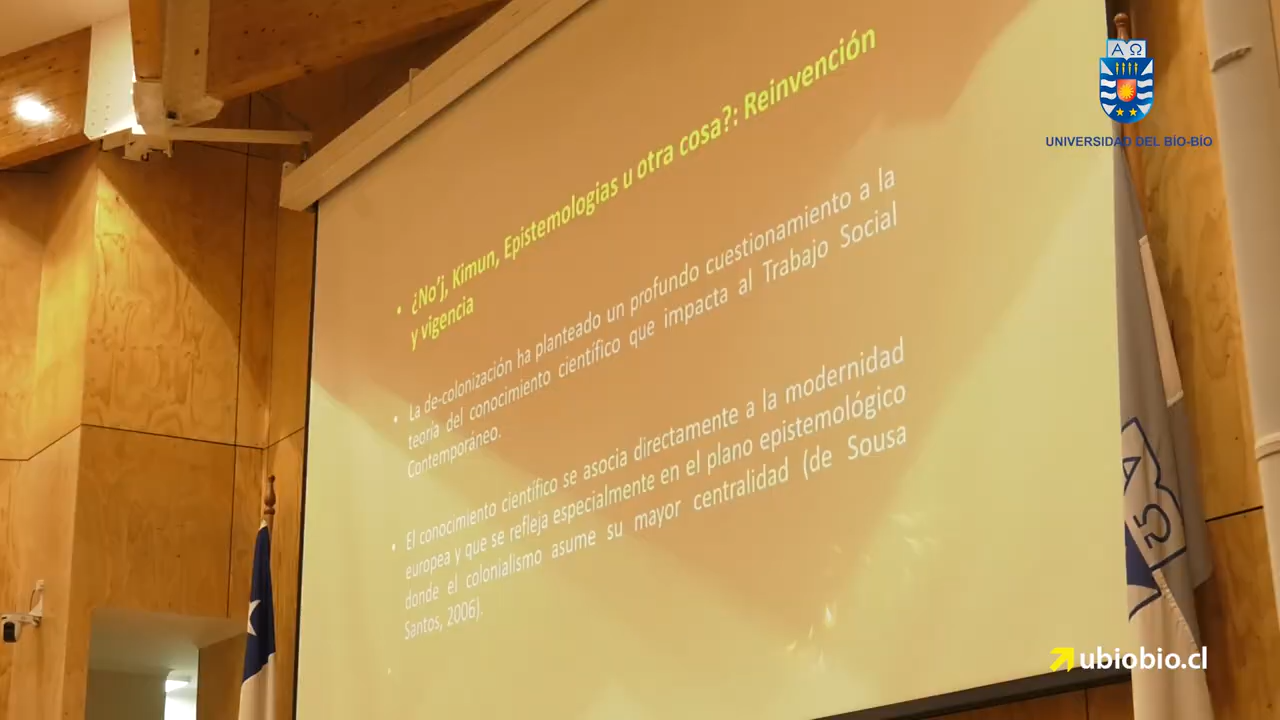 • ¿No'j, Kimun, Epistemologias u otra cosa?: Reinvención
y vigencia
• La de-colonización ha planteado un profundo cuestionamiento a la
teoría del conocimiento científico que impacta al Trabajo Social
Contemporáneo.
• El conocimiento científico se asocia directamente a la modernidad
europea y que se refleja especialmente en el plano epistemológico
donde el colonialismo asume su mayor centralidad (de Sousa
Santos, 2006).
AΩ
UNIVERSIDAD DEL BÍO-BÍO
AΩ
ubiobio.cl